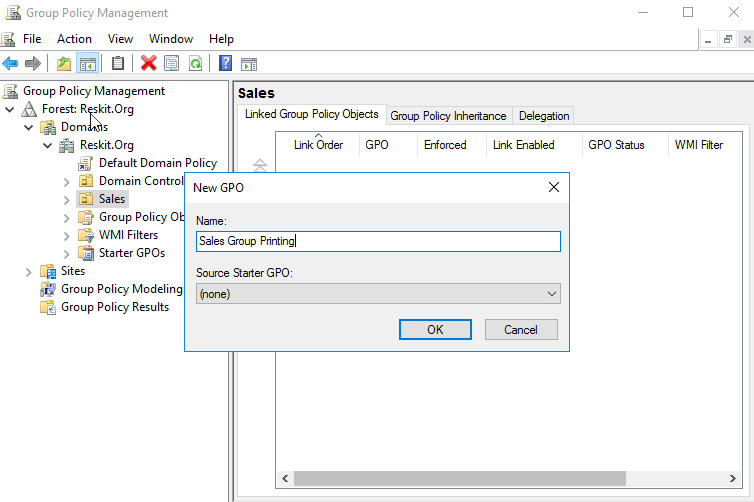 Group Policy Management
File Action View Window Help
Group Policy Management
Forest: Reskit.Org
Domains
Reskit.Org
Default Domain Policy
Domain Control
Sales
Group Policy Ob
WMI Filters
Starter GPOs
Sites
Group Policy Modeling
Group Policy Results
Sales
Linked Group Policy Objects Group Policy Inheritance Delegation
Link Order GPO Enforced Link Enabled GPO Status WMI Filter
New GPO
Name:
Sales Group Printing
Source Starter GPO:
(none)
OK Cancel